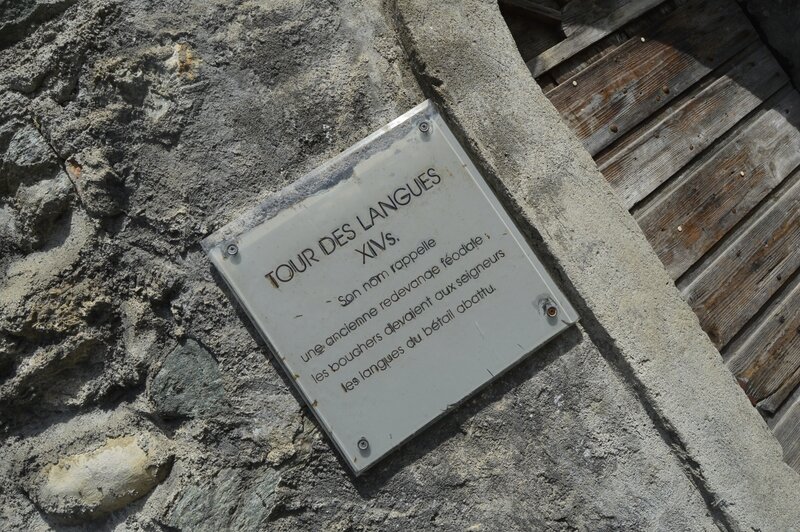 TOUR DES LANGUES
XIVs.
Son nom rappelle
une ancienne redevance féodale :
les bouchers devaient aux seigneurs
les langues du bétail abattu.